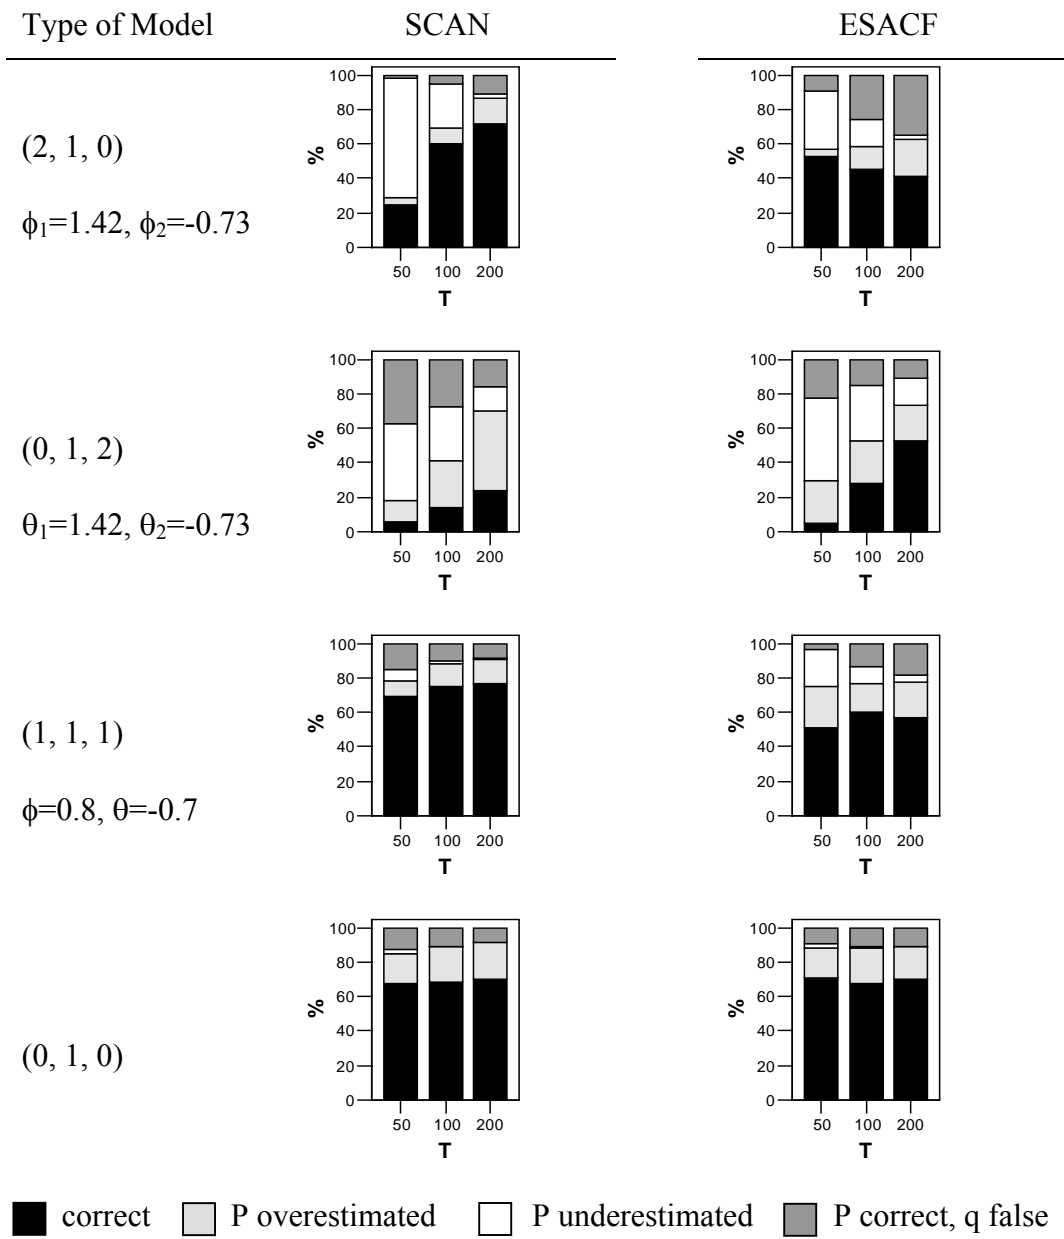 Type of Model SCAN ESACF
(2, 1, 0)
ϕ₁=1.42, ϕ₂=-0.73
100
80
60
40
20
0
%
50 100 200
T
100
80
60
40
20
0
%
50 100 200
T
(0, 1, 2)
θ₁=1.42, θ₂=-0.73
100
80
60
40
20
0
%
50 100 200
T
100
80
60
40
20
0
%
50 100 200
T
(1, 1, 1)
ϕ=0.8, θ=-0.7
100
80
60
40
20
0
%
50 100 200
T
100
80
60
40
20
0
%
50 100 200
T
(0, 1, 0)
100
80
60
40
20
0
%
50 100 200
T
100
80
60
40
20
0
%
50 100 200
T
correct P overestimated P underestimated P correct, q false